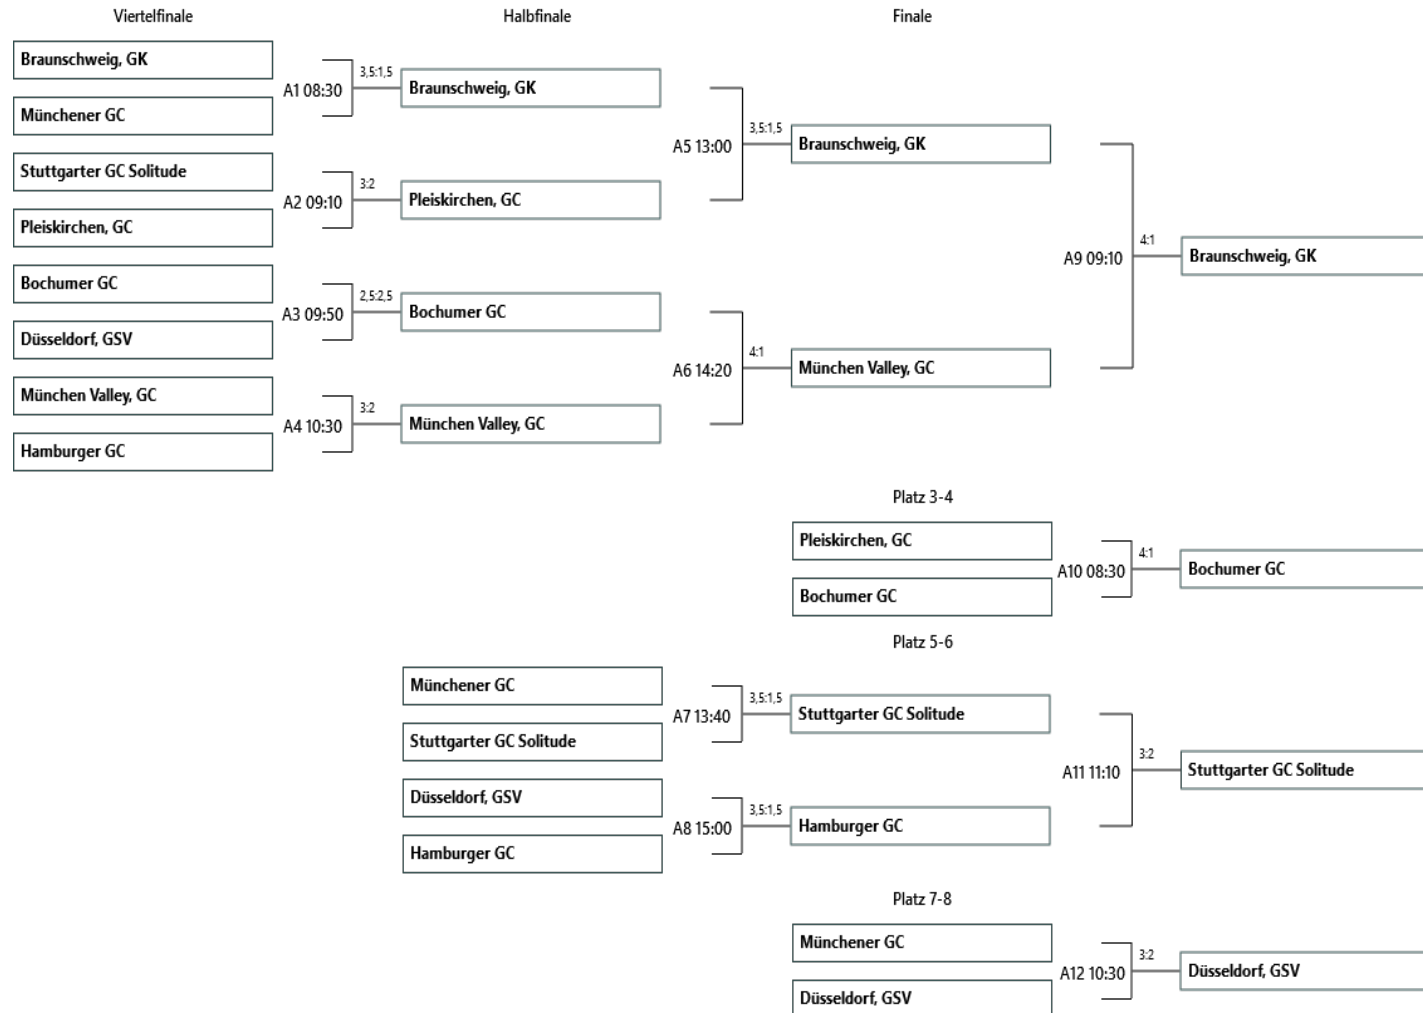 Viertelfinale
Halbfinale
Finale
Braunschweig, GK
Münchener GC
A1 08:30
3,5:1,5
Braunschweig, GK
Stuttgarter GC Solitude
Pleiskirchen, GC
A2 09:10
3:2
Pleiskirchen, GC
A5 13:00
3,5:1,5
Braunschweig, GK
Bochumer GC
Düsseldorf, GSV
A3 09:50
2,5:2,5
Bochumer GC
München Valley, GC
Hamburger GC
A4 10:30
3:2
München Valley, GC
A6 14:20
4:1
München Valley, GC
A9 09:10
4:1
Braunschweig, GK
Platz 3-4
Pleiskirchen, GC
Bochumer GC
A10 08:30
4:1
Bochumer GC
Platz 5-6
Münchener GC
Stuttgarter GC Solitude
A7 13:40
3,5:1,5
Stuttgarter GC Solitude
Düsseldorf, GSV
Hamburger GC
A8 15:00
3,5:1,5
Hamburger GC
A11 11:10
3:2
Stuttgarter GC Solitude
Platz 7-8
Münchener GC
Düsseldorf, GSV
A12 10:30
3:2
Düsseldorf, GSV